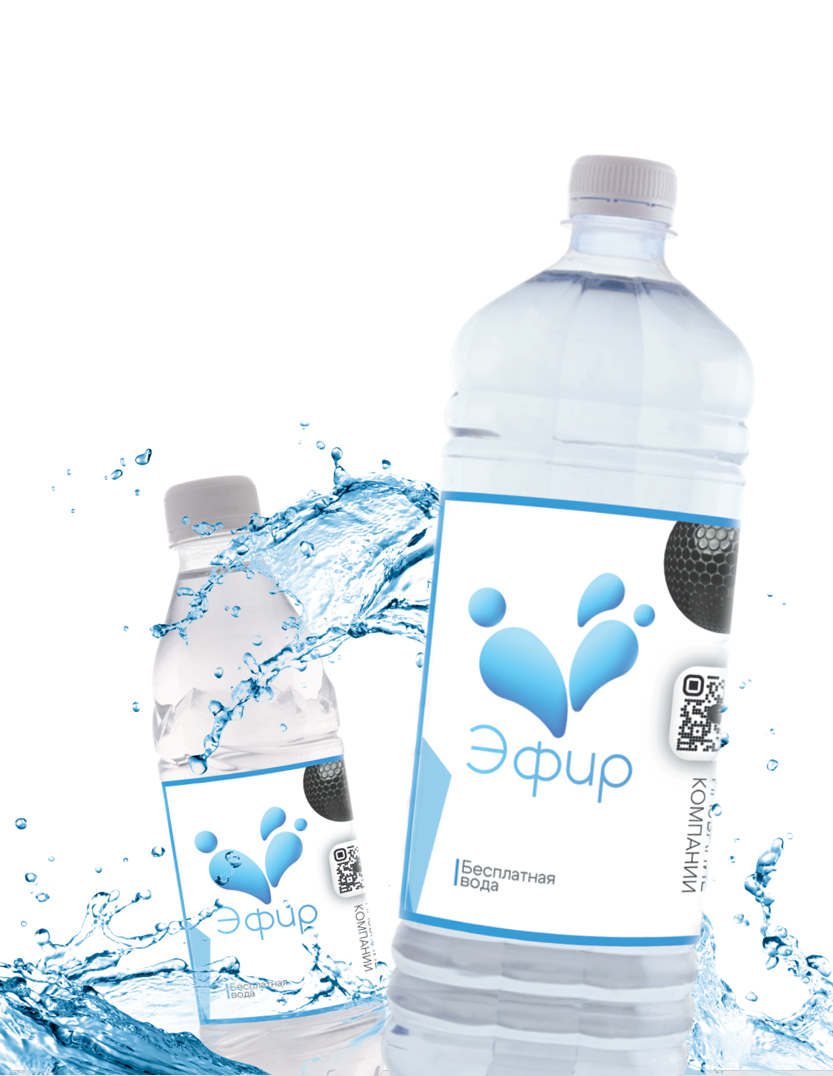 Эфир
Бесплатная
вода
КОМПАНИИ
Эфир
Бесплатная
вода
КОМПАНИИ